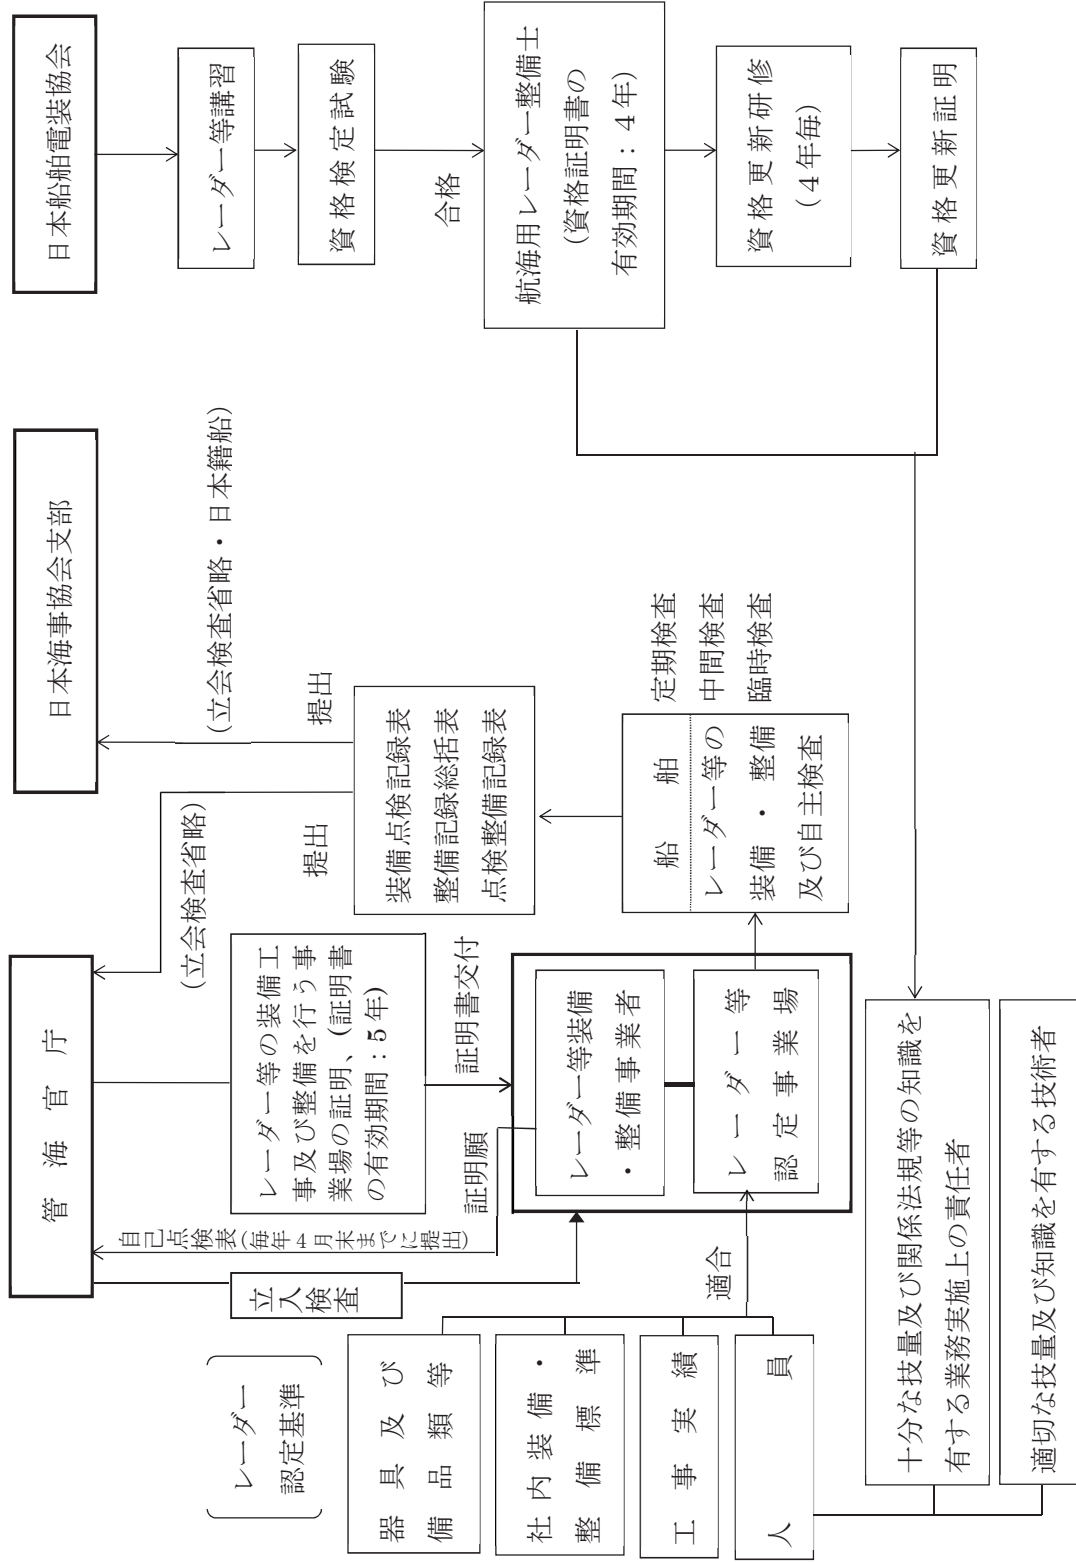 管海官庁
日本海事協会支部
日本船舶電装協会
レーダー
認定基準
立入検査
自己点検表(毎年4月末までに提出)
レーダー等の装備工
事及び整備を行う事
業場の証明、(証明書
の有効期間:5年)
(立会検査省略)
(立会検査省略・日本籍船)
証明願
証明書交付
提出
提出
装備点検記録表
整備記録総括表
点検整備記録表
器具及び
備品類等
社内装備・
整備標準
工事実績
人員
適合
レーダー等装備
・整備事業者
レーダー等
認定事業場
船舶
レーダー等の
装備・整備
及び自主検査
定期検査
中間検査
臨時検査
レーダー等講習
資格検定試験
合格
航海用レーダー整備士
(資格証明書の
有効期間:4年)
資格更新研修
(4年毎)
資格更新証明
十分な技量及び関係法規等の知識を
有する業務実施上の責任者
適切な技量及び知識を有する技術者